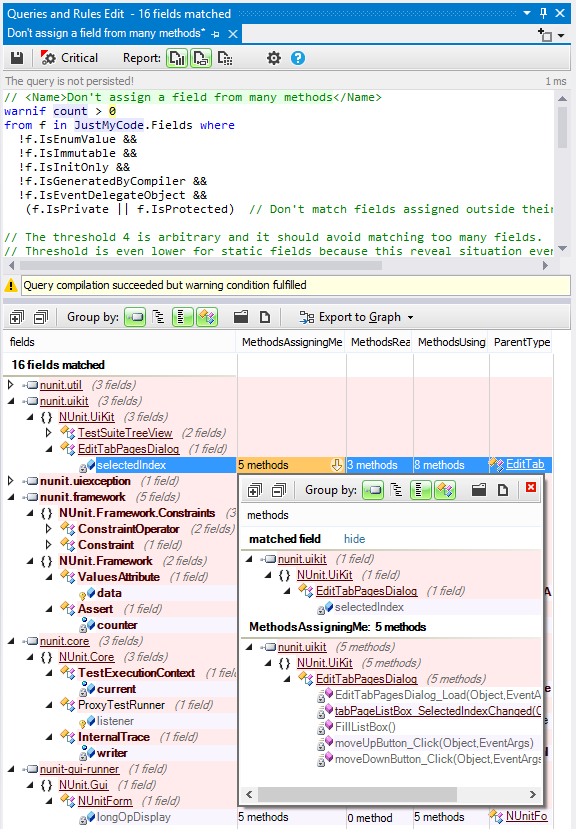 Queries and Rules Edit - 16 fields matched
Don't assign a field from many methods*
Critical Report:
The query is not persisted! 1 ms
// <Name>Don't assign a field from many methods</Name>
warnif count > 0
from f in JustMyCode.Fields where
!f.IsEnumValue &&
!f.IsImmutable &&
!f.IsInitOnly &&
!f.IsGeneratedByCompiler &&
!f.IsEventDelegateObject &&
(f.IsPrivate || f.IsProtected) // Don't match fields assigned outside their
// The threshold 4 is arbitrary and it should avoid matching too many fields.
// Threshold is even lower for static fields because this reveal situation even
Query compilation succeeded but warning condition fulfilled
Group by: Export to Graph
fields MethodsAssigningMe MethodsRea MethodsUsing ParentType
16 fields matched
nunit.util (3 fields)
nunit.uikit (3 fields)
{ } NUnit.UiKit (3 fields)
TestSuiteTreeView (2 fields)
EditTabPagesDialog (1 field)
selectedIndex 5 methods 3 methods 8 methods EditTab
nunit.uiexception (1 field)
nunit.framework (5 fields)
{ } NUnit.Framework.Constraints (3 fields)
ConstraintOperator (2 fields)
Constraint (1 field)
{ } NUnit.Framework (2 fields)
ValuesAttribute (1 field)
data
Assert (1 field)
counter
nunit.core (3 fields)
{ } NUnit.Core (3 fields)
TestExecutionContext (1 field)
current
ProxyTestRunner (1 field)
listener
InternalTrace (1 field)
writer
nunit-gui-runner (1 field)
{ } NUnit.Gui (1 field)
NUnitForm (1 field)
longOpDisplay 5 methods 0 method 5 methods NUnitFo
Group by:
methods
matched field hide
nunit.uikit (1 field)
{ } NUnit.UiKit (1 field)
EditTabPagesDialog (1 field)
selectedIndex
MethodsAssigningMe: 5 methods
nunit.uikit (5 methods)
{ } NUnit.UiKit (5 methods)
EditTabPagesDialog (5 methods)
EditTabPagesDialog_Load(Object,EventA
tabPageListBox_SelectedIndexChanged(O
FillListBox()
moveUpButton_Click(Object,EventArgs)
moveDownButton_Click(Object,EventArgs